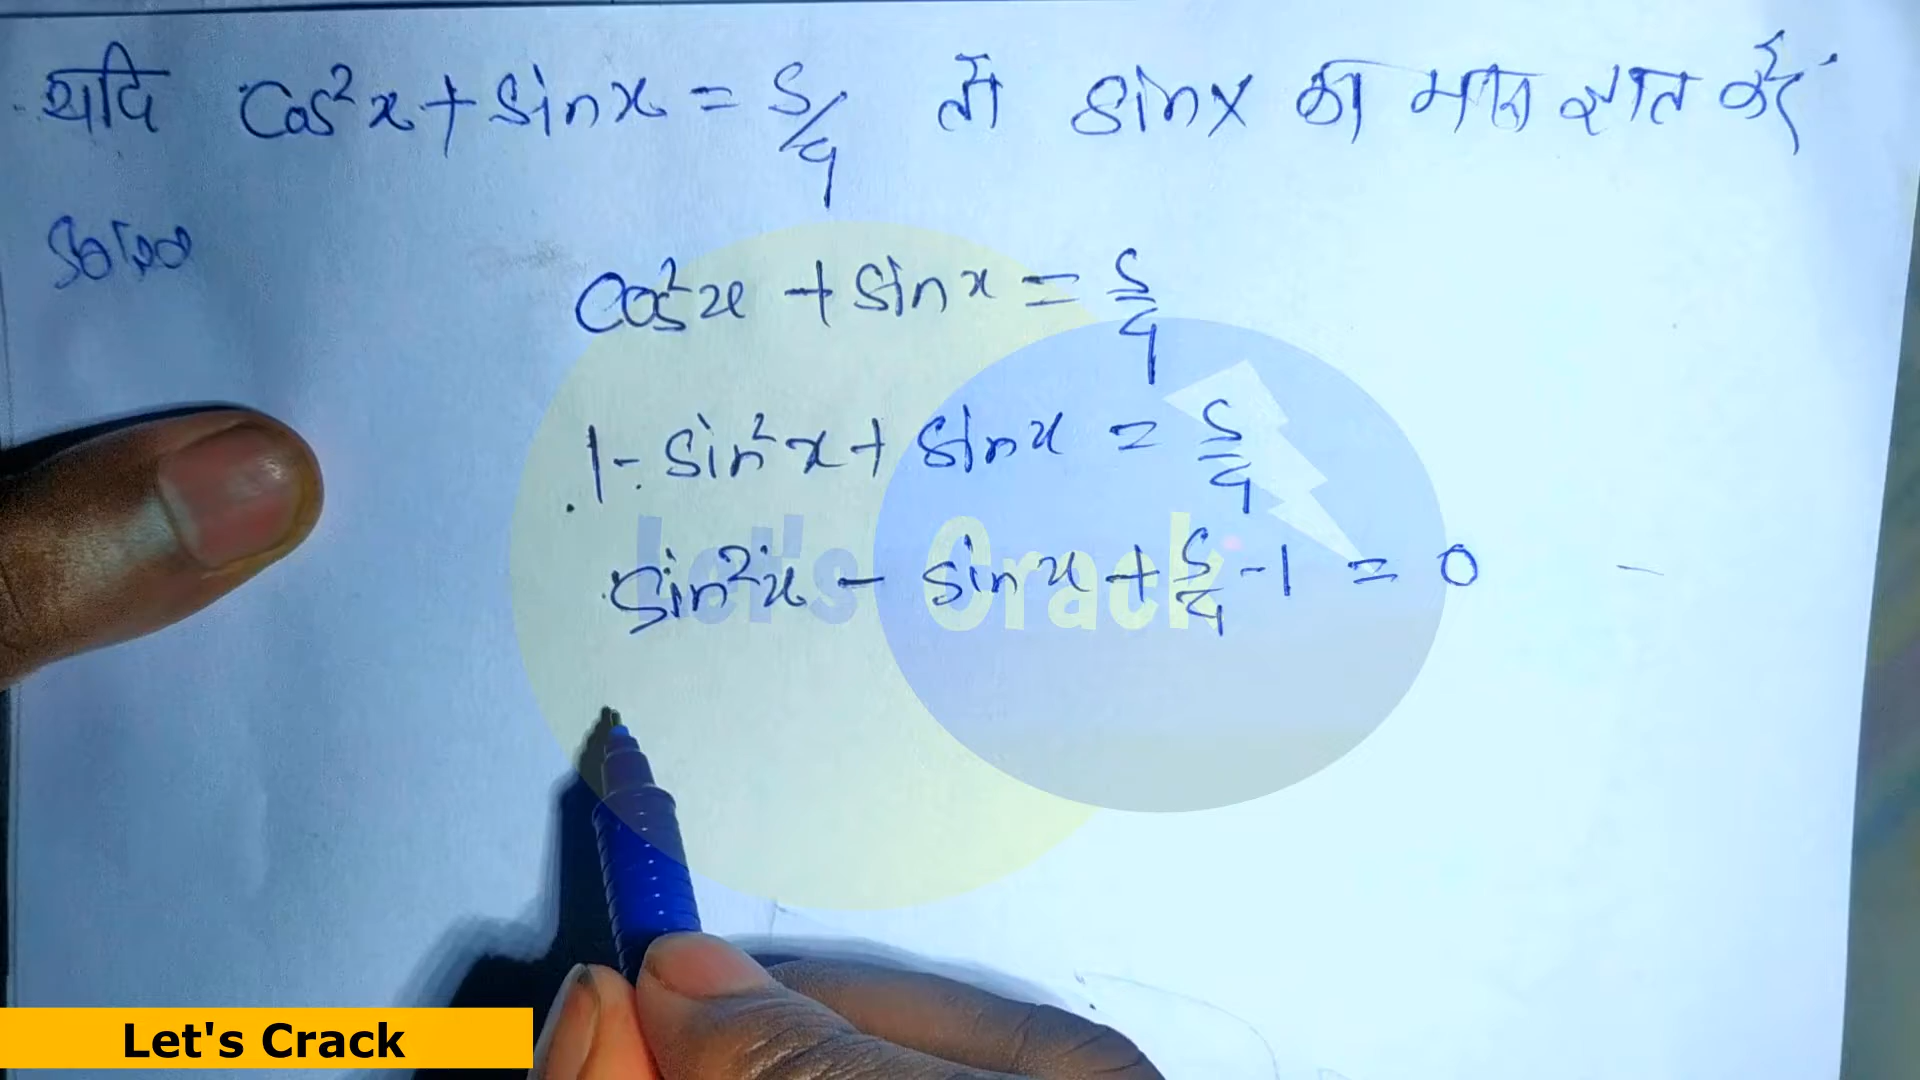 यदि cos²x + sinx = 5/4 तो sinx का मान ज्ञात करें
cos²x + sinx = 5/4
1 - sin²x + sinx = 5/4
sin²x - sinx + 5/4 - 1 = 0
Let's Crack
Let's Crack